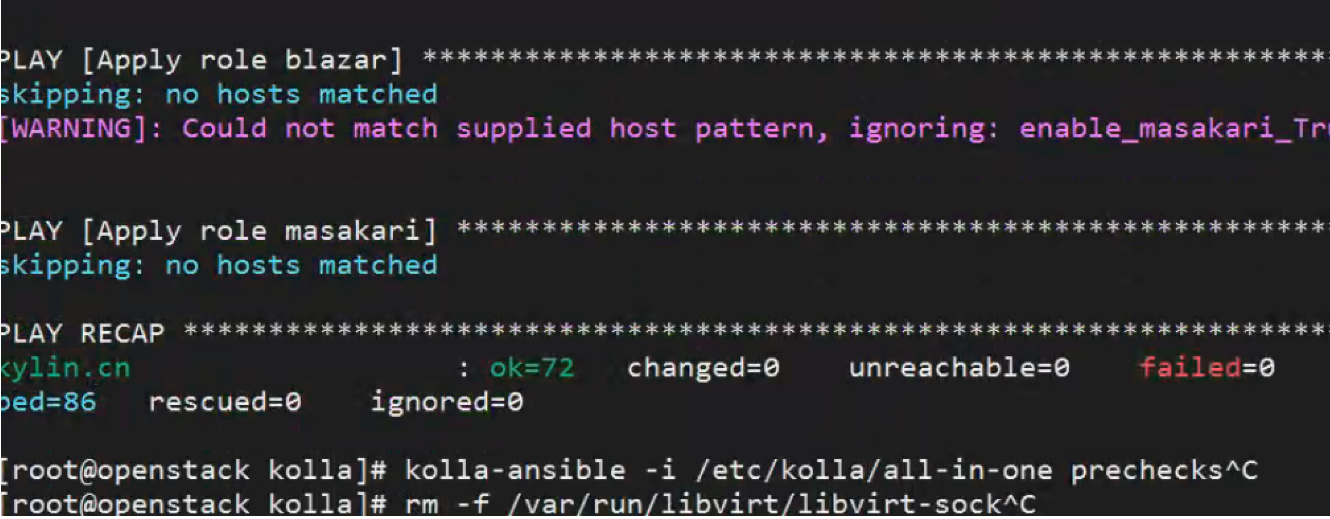 PLAY [Apply role blazar] *****************************************************
skipping: no hosts matched
[WARNING]: Could not match supplied host pattern, ignoring: enable_masakari_Tru
PLAY [Apply role masakari] ***************************************************
skipping: no hosts matched
PLAY RECAP *******************************************************************
kylin.cn : ok=72 changed=0 unreachable=0 failed=0
ped=86 rescued=0 ignored=0
[root@openstack kolla]# kolla-ansible -i /etc/kolla/all-in-one prechecks^C
[root@openstack kolla]# rm -f /var/run/libvirt/libvirt-sock^C